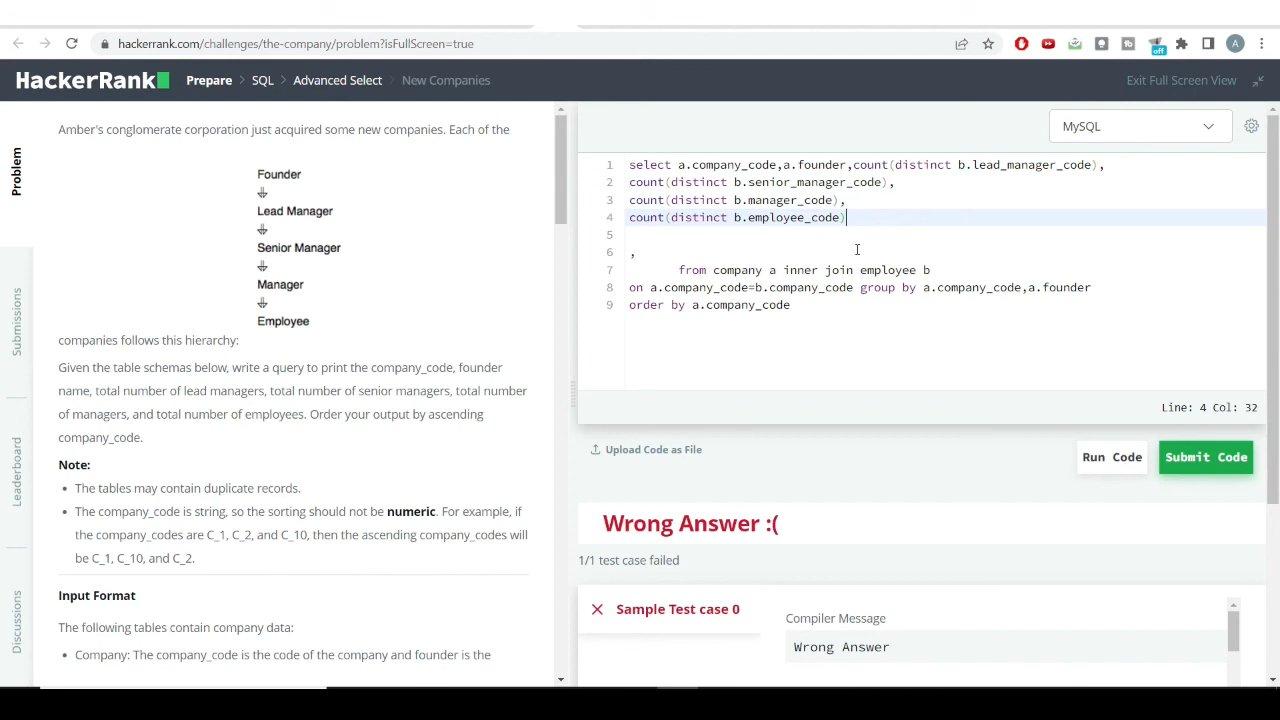 hackerrank.com/challenges/the-company/problem?isFullScreen=true
off
A
HackerRank
Prepare > SQL > Advanced Select > New Companies
Exit Full Screen View
Problem
Submissions
Leaderboard
Discussions
Amber's conglomerate corporation just acquired some new companies. Each of the
Founder
Lead Manager
Senior Manager
Manager
Employee
companies follows this hierarchy:
Given the table schemas below, write a query to print the company_code, founder
name, total number of lead managers, total number of senior managers, total number
of managers, and total number of employees. Order your output by ascending
company_code.
Note:
• The tables may contain duplicate records.
• The company_code is string, so the sorting should not be numeric. For example, if
the company_codes are C_1, C_2, and C_10, then the ascending company_codes will
be C_1, C_10, and C_2.
Input Format
The following tables contain company data:
• Company: The company_code is the code of the company and founder is the
MySQL
1 select a.company_code,a.founder,count(distinct b.lead_manager_code),
2 count(distinct b.senior_manager_code),
3 count(distinct b.manager_code),
4 count(distinct b.employee_code)
5
6 ,
7 from company a inner join employee b
8 on a.company_code=b.company_code group by a.company_code,a.founder
9 order by a.company_code
Line: 4 Col: 32
Upload Code as File
Run Code
Submit Code
Wrong Answer :(
1/1 test case failed
Sample Test case 0
Compiler Message
Wrong Answer